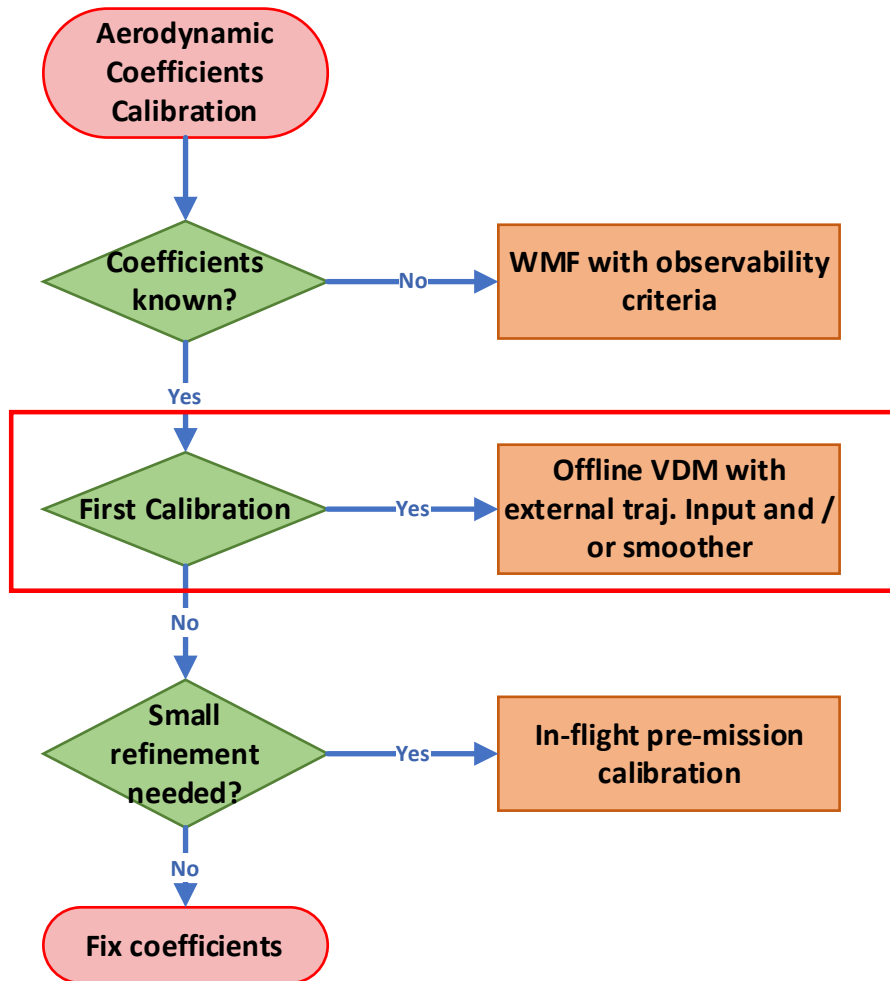 Aerodynamic
Coefficients
Calibration
Coefficients
known?
No
WMF with observability
criteria
Yes
First Calibration
Yes
Offline VDM with
external traj. Input and /
or smoother
No
Small
refinement
needed?
Yes
In-flight pre-mission
calibration
No
Fix coefficients